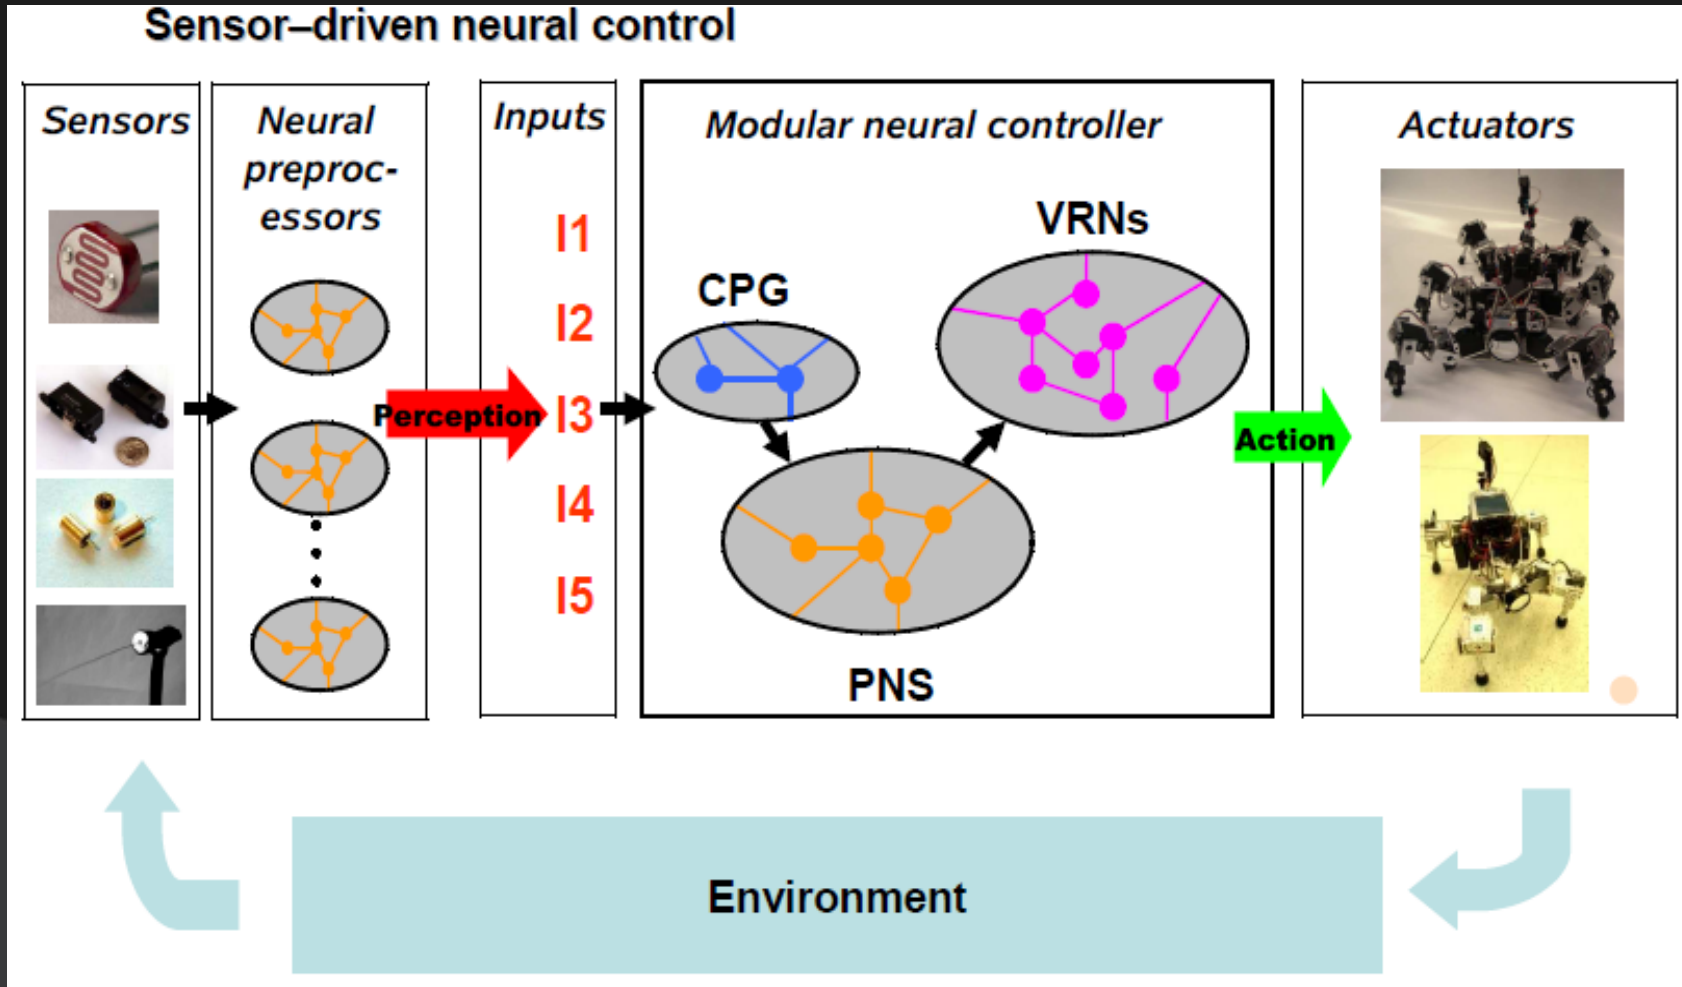 Sensor–driven neural control
Sensors
Neural
preproc-
essors
Inputs
Modular neural controller
Actuators
I1
I2
I3
I4
I5
Perception
CPG
VRNs
PNS
Action
Environment